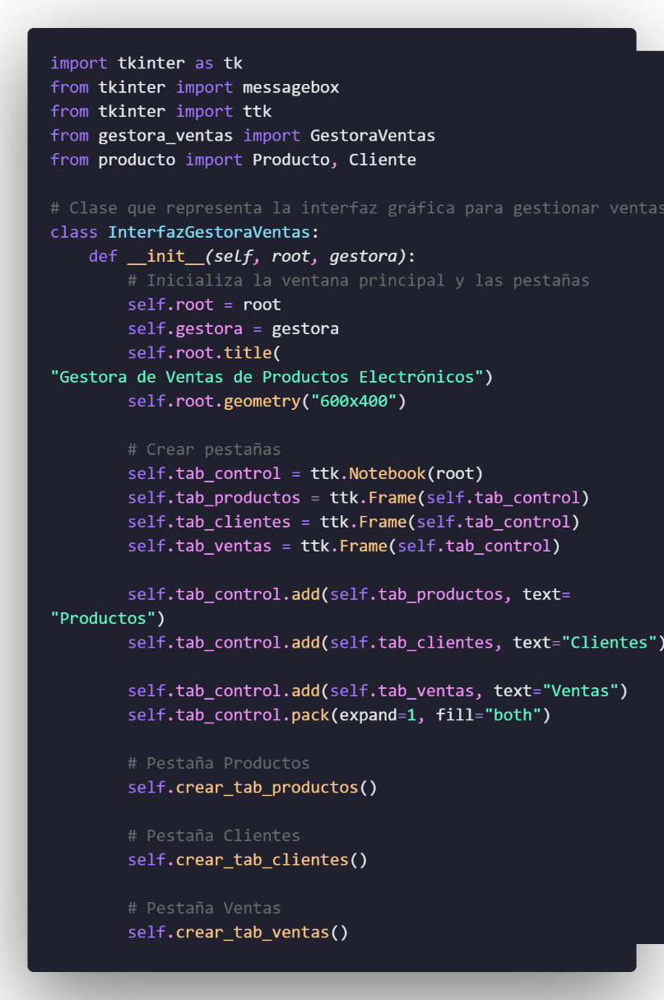 import tkinter as tk
from tkinter import messagebox
from tkinter import ttk
from gestora_ventas import GestoraVentas
from producto import Producto, Cliente
# Clase que representa la interfaz gráfica para gestionar ventas
class InterfazGestoraVentas:
    def __init__(self, root, gestora):
        # Inicializa la ventana principal y las pestañas
        self.root = root
        self.gestora = gestora
        self.root.title(
"Gestora de Ventas de Productos Electrónicos")
        self.root.geometry("600x400")
        # Crear pestañas
        self.tab_control = ttk.Notebook(root)
        self.tab_productos = ttk.Frame(self.tab_control)
        self.tab_clientes = ttk.Frame(self.tab_control)
        self.tab_ventas = ttk.Frame(self.tab_control)
        self.tab_control.add(self.tab_productos, text=
"Productos")
        self.tab_control.add(self.tab_clientes, text="Clientes")
        self.tab_control.add(self.tab_ventas, text="Ventas")
        self.tab_control.pack(expand=1, fill="both")
        # Pestaña Productos
        self.crear_tab_productos()
        # Pestaña Clientes
        self.crear_tab_clientes()
        # Pestaña Ventas
        self.crear_tab_ventas()